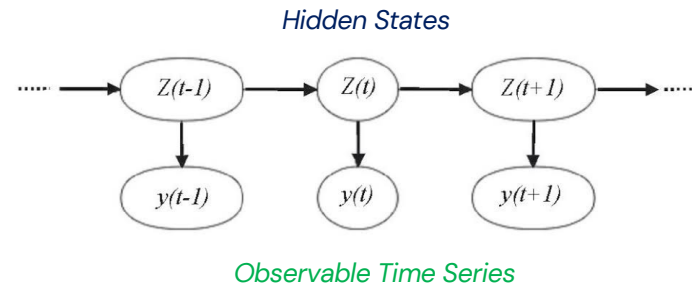 Hidden States
Z(t-1) Z(t) Z(t+1)
y(t-1) y(t) y(t+1)
Observable Time Series